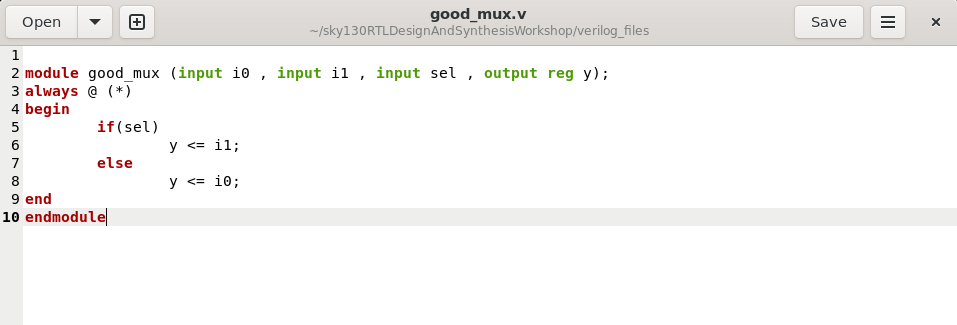 Open good_mux.v Save
~/sky130RTLDesignAndSynthesisWorkshop/verilog_files
1
2 module good_mux (input i0 , input i1 , input sel , output reg y);
3 always @ (*)
4 begin
5 if(sel)
6 y <= i1;
7 else
8 y <= i0;
9 end
10 endmodule